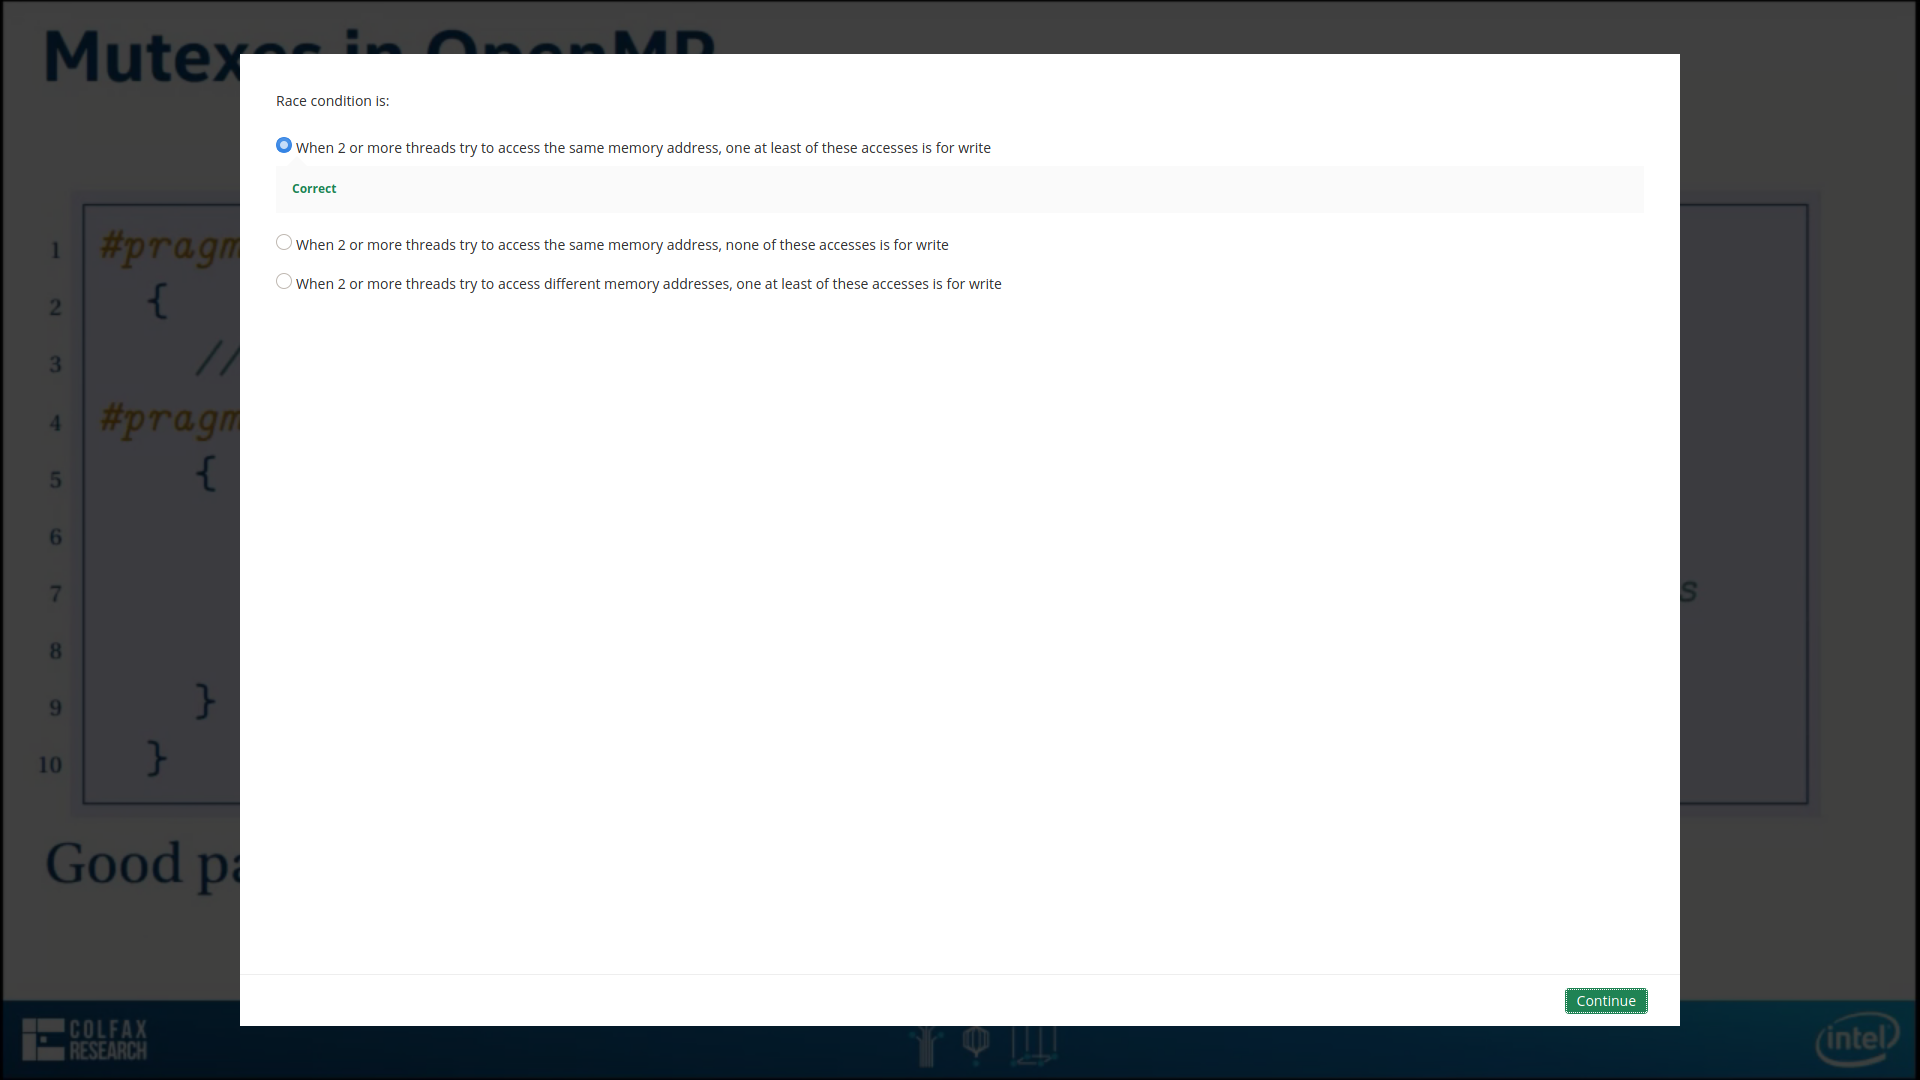 Mutexes in OpenMP
Race condition is:
When 2 or more threads try to access the same memory address, one at least of these accesses is for write
Correct
When 2 or more threads try to access the same memory address, none of these accesses is for write
When 2 or more threads try to access different memory addresses, one at least of these accesses is for write
1 #pragm
2 {
3 //
4 #pragm
5 {
6
7 s
8
9 }
10 }
Good pa
Continue
COLFAX
RESEARCH
intel